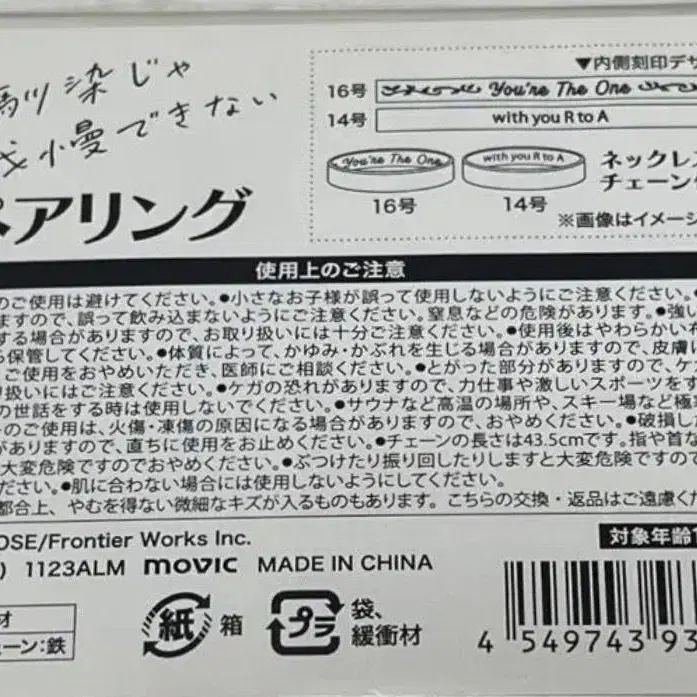 染じゃ
慢できない
ペアリング
▼内側刻印デザ
16号 You're The One
14号 with you R to A
You're The One
with you R to A
16号
14号
ネックレス
チェーン
※画像はイメージ
使用上のご注意
のご使用は避けてください。●小さなお子様が誤って使用しないようにご注意ください。
ますので、誤って飲み込まないようにご注意ください。窒息などの危険があります。●強い
する場合がありますので、お取り扱いには十分ご注意ください。●使用後はやわらかい
ら保管してください。●体質によって、かゆみ・かぶれを生じる場合がありますので、皮膚に
ご使用をおやめいただき、医師にご相談ください。●とがった部分がありますので、ケ
り扱いにはご注意ください。●ケガの恐れがありますので、力仕事や激しいスポーツをす
の世話をする時は使用しないでください。●サウナなど高温の場所や、スキー場など極
のご使用は、火傷・凍傷の原因になる場合がありますので、おやめください。●破損した
がありますので、直ちに使用をお止めください。●チェーンの長さは43.5cmです。指や首な
大変危険ですのでおやめください。●ぶつけたり振り回したりしますと大変危険ですので
ださい。●肌に合わない場合には使用しないようにしてください。
都合上、やむを得ない微細なキズが入るものもあります。こちらの交換・返品はご遠慮くだ
OSE/Frontier Works Inc.
対象年齢1
) 1123ALM movic MADE IN CHINA
材
ェーン:鉄
紙 箱
プラ 袋、
緩衝材
4 549743 93